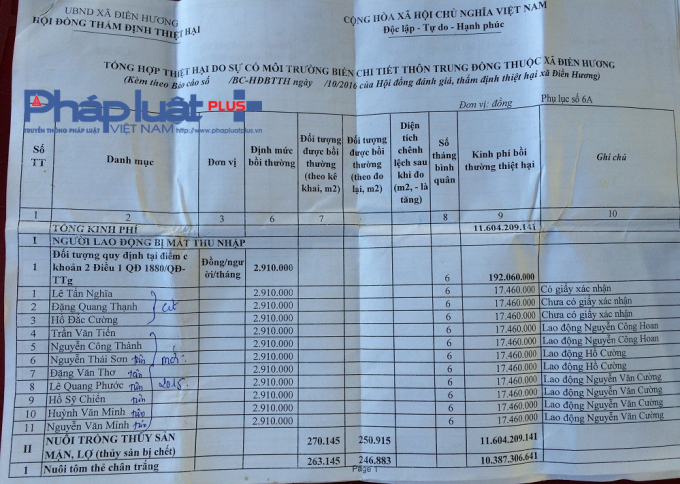 UBND XÃ ĐIỀN HƯƠNG
HỘI ĐỒNG THẨM ĐỊNH THIỆT HẠI
CỘNG HÒA XÃ HỘI CHỦ NGHĨA VIỆT NAM
Độc lập - Tự do - Hạnh phúc
TỔNG HỢP THIỆT HẠI DO SỰ CỐ MÔI TRƯỜNG BIỂN CHI TIẾT THÔN TRUNG ĐỒNG THUỘC XÃ ĐIỀN HƯƠNG
(Kèm theo Báo cáo số /BC-HĐBTTH ngày /10/2016 của Hội đồng đánh giá, thẩm định thiệt hại xã Điền Hương)
Pháp luật PLUS
TRUYỀN THÔNG PHÁP LUẬT VIỆT NAM www.phapluatplus.vn
Đơn vị: đồng Phụ lục số 6A
Số TT Danh mục Đơn vị Định mức bồi thường Đối tượng được bồi thường (theo kê khai, m2) Đối tượng được bồi thường (theo đo lại, m2) Diện tích chênh lệch sau khi đo (m2, - là tăng) Số tháng bình quân Kinh phí bồi thường thiệt hại Ghi chú
1 2 3 6 7 8 9 10
TỔNG KINH PHÍ 11.604.209.141
I NGƯỜI LAO ĐỘNG BỊ MẤT THU NHẬP
1 Đối tượng quy định tại điểm c khoản 2 Điều 1 QĐ 1880/QĐ-TTg Đồng/người/tháng 2.910.000 6 192.060.000
1 Lê Tấn Nghĩa 2.910.000 6 17.460.000 Có giấy xác nhận
2 Đặng Quang Thạnh 2.910.000 6 17.460.000 Chưa có giấy xác nhận
3 Hồ Đắc Cường 2.910.000 6 17.460.000 Chưa có giấy xác nhận
4 Trần Văn Tiến 2.910.000 6 17.460.000 Lao động Nguyễn Công Hoan
5 Nguyễn Công Thành 2.910.000 6 17.460.000 Lao động Nguyễn Công Hoan
6 Nguyễn Thái Sơn 2.910.000 6 17.460.000 Lao động Hồ Cường
7 Đặng Văn Thơ 2.910.000 6 17.460.000 Lao động Hồ Cường
8 Lê Quang Phước 2.910.000 6 17.460.000 Lao động Nguyễn Văn Cường
9 Hồ Sỹ Chiến 2.910.000 6 17.460.000 Lao động Nguyễn Văn Cường
10 Huỳnh Văn Minh 2.910.000 6 17.460.000 Lao động Nguyễn Văn Cường
11 Nguyễn Văn Minh 2.910.000 6 17.460.000 Lao động Nguyễn Văn Cường
II NUÔI TRỒNG THỦY SẢN MẶN, LỢ (thủy sản bị chết) 270.145 250.915 11.604.209.141
1 Nuôi tôm thẻ chân trắng 263.145 246.883 10.387.306.641
Page 1